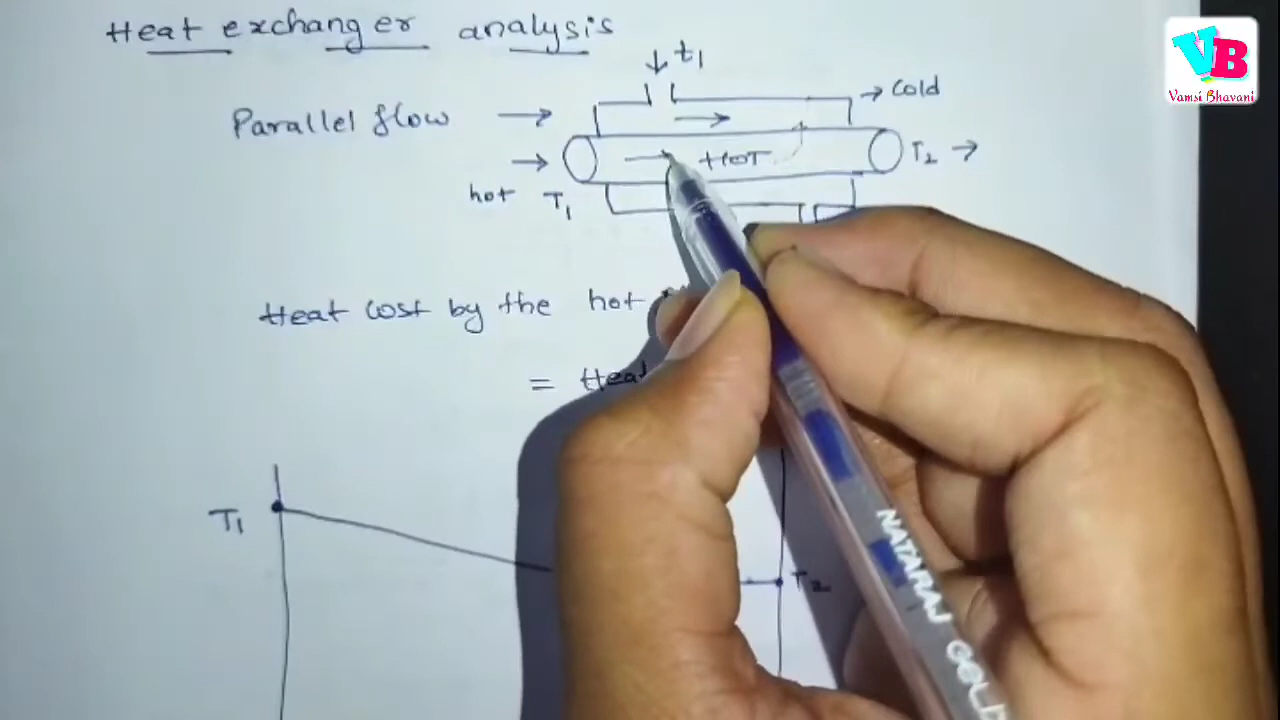 Heat exchanger analysis
VB
Vamsi Bhavani
t1
Parallel flow → → Cold
→ → HOT T2 →
hot T1
Heat cost by the hot
= Heat
T1
T2
NATARAJ